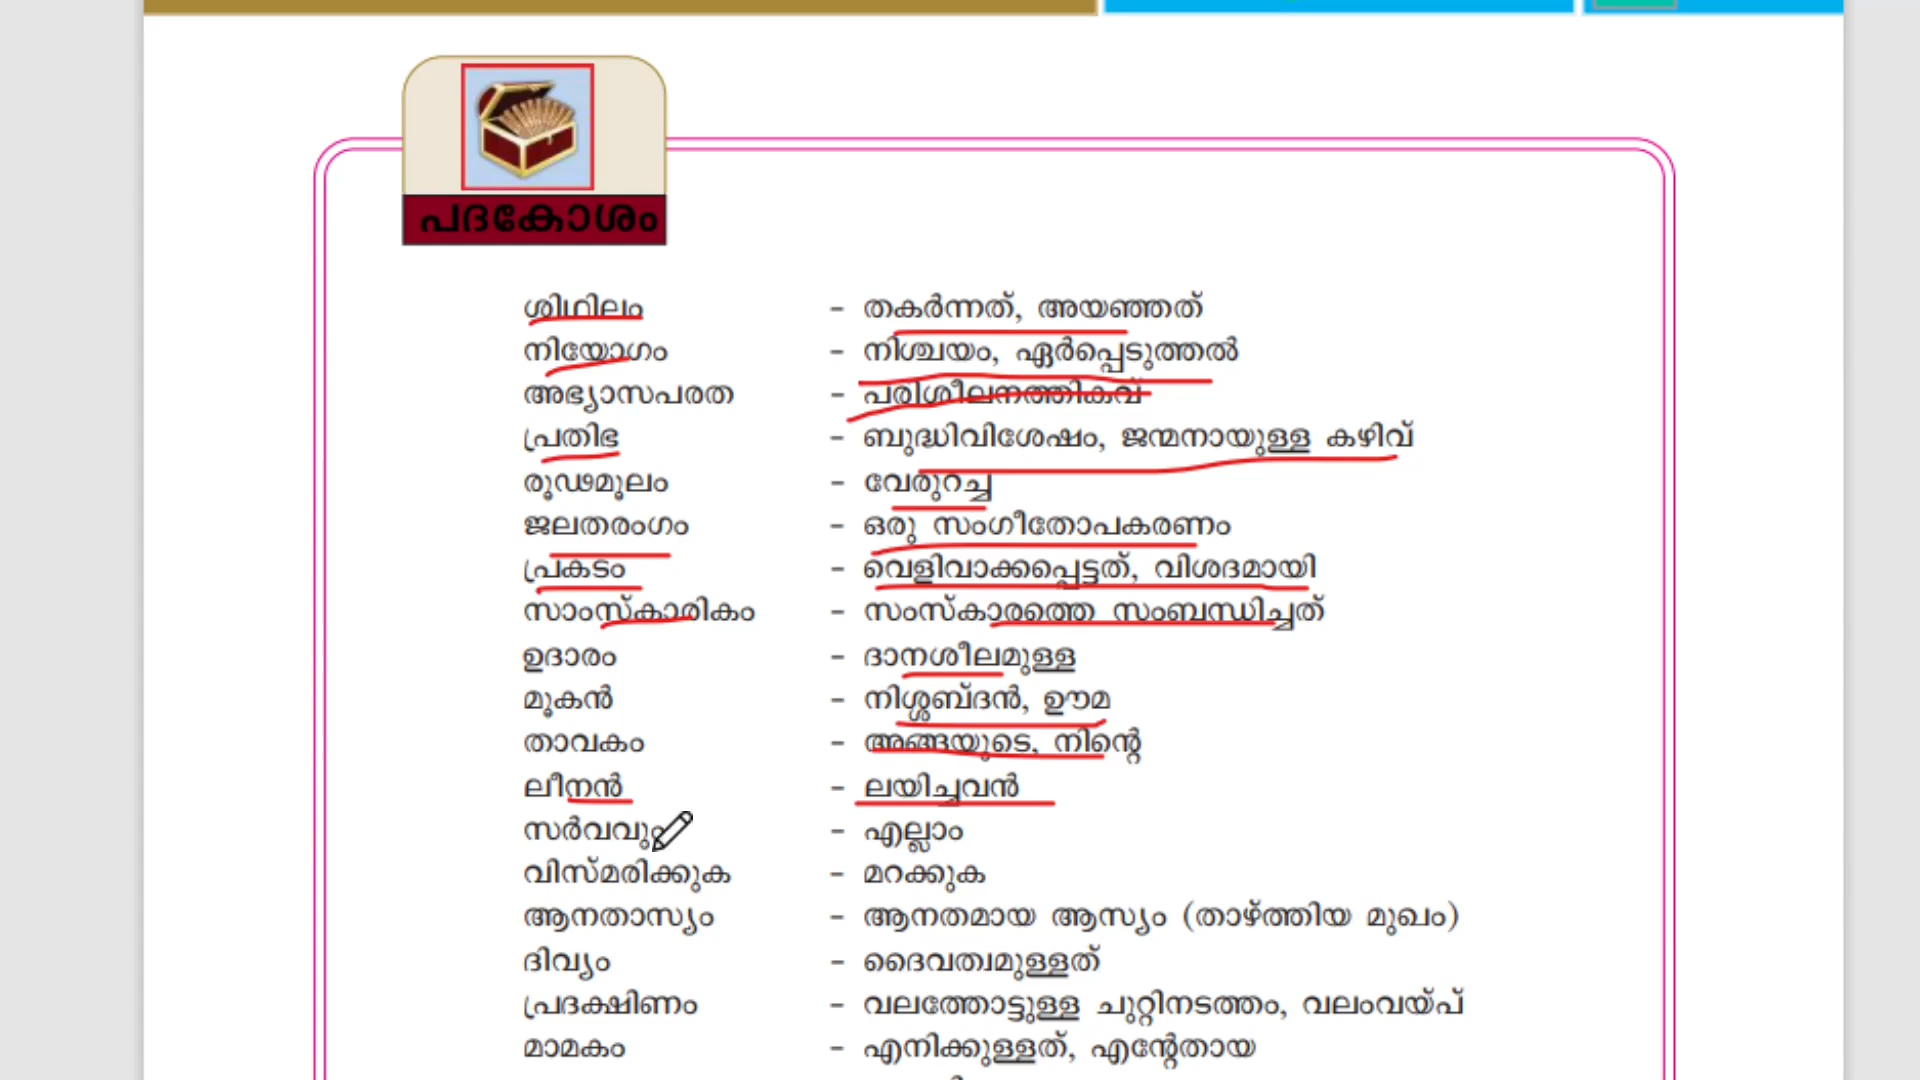 പദകോശം
ശിഥിലം - തകർന്നത്, അയഞ്ഞത്
നിയോഗം - നിശ്ചയം, ഏർപ്പെടുത്തൽ
അഭ്യാസപരത - പരിശീലനത്തികവ്
പ്രതിഭ - ബുദ്ധിവിശേഷം, ജന്മനായുള്ള കഴിവ്
രൂഢമൂലം - വേരുറച്ച
ജലതരംഗം - ഒരു സംഗീതോപകരണം
പ്രകടം - വെളിവാക്കപ്പെട്ടത്, വിശദമായി
സാംസ്കാരികം - സംസ്കാരത്തെ സംബന്ധിച്ചത്
ഉദാരം - ദാനശീലമുള്ള
മൂകൻ - നിശ്ശബ്ദൻ, ഊമ
താവകം - അങ്ങയുടെ, നിന്റെ
ലീനൻ - ലയിച്ചവൻ
സർവവും - എല്ലാം
വിസ്മരിക്കുക - മറക്കുക
ആനതാസ്യം - ആനതമായ ആസ്യം (താഴ്ത്തിയ മുഖം)
ദിവ്യം - ദൈവത്വമുള്ളത്
പ്രദക്ഷിണം - വലത്തോട്ടുള്ള ചുറ്റിനടത്തം, വലംവയ്പ്
മാമകം - എനിക്കുള്ളത്, എന്റേതായ